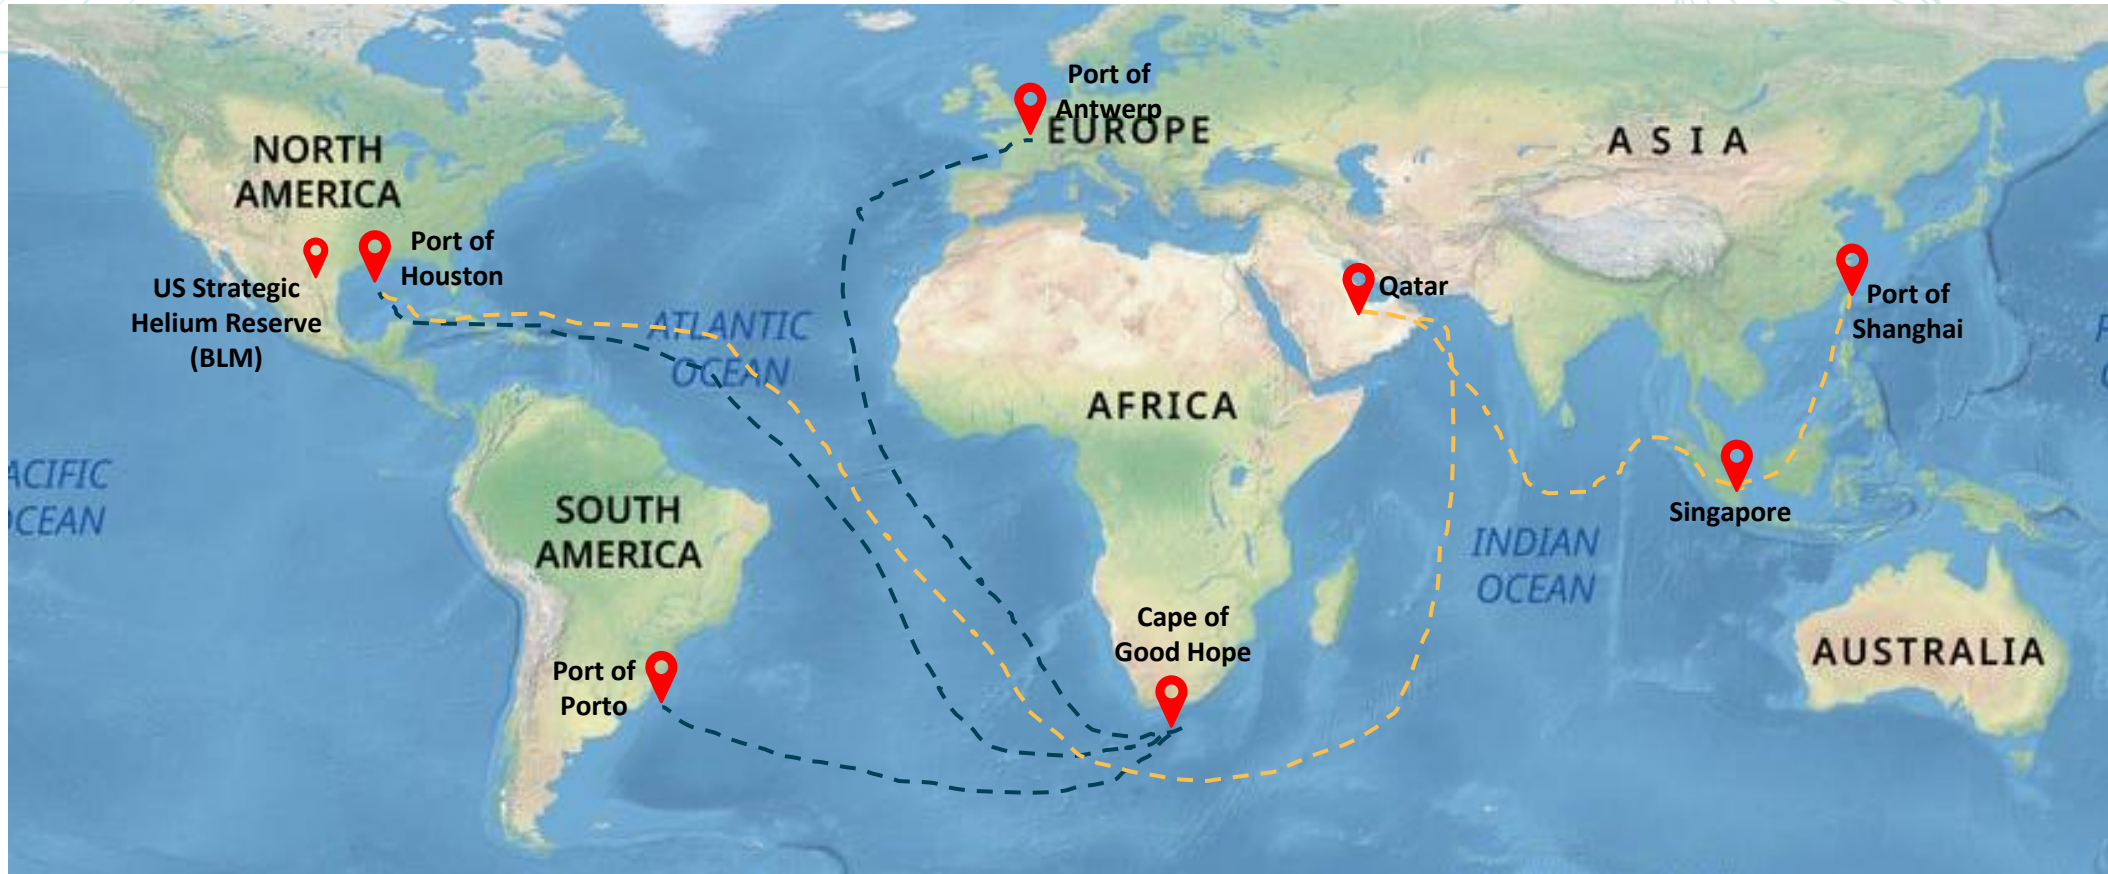 Port of
Antwerp
EUROPE
ASIA
NORTH
AMERICA
Port of
Houston
US Strategic
Helium Reserve
(BLM)
ATLANTIC
OCEAN
Qatar
Port of
Shanghai
AFRICA
ACIFIC
OCEAN
SOUTH
AMERICA
Singapore
INDIAN
OCEAN
Cape of
Good Hope
AUSTRALIA
Port of
Porto